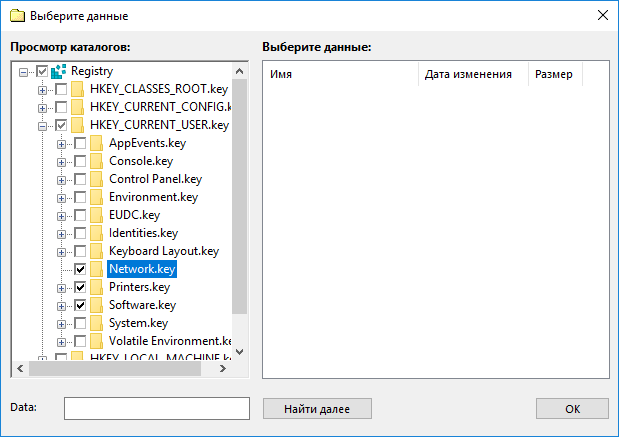 Выберите данные
Просмотр каталогов:
Выберите данные:
Registry
HKEY_CLASSES_ROOT.key
HKEY_CURRENT_CONFIG.k
HKEY_CURRENT_USER.key
AppEvents.key
Console.key
Control Panel.key
Environment.key
EUDC.key
Identities.key
Keyboard Layout.key
Network.key
Printers.key
Software.key
System.key
Volatile Environment.ke
HKEY_LOCAL_MACHINE.k
Имя Дата изменения Размер
Data:
Найти далее
OK